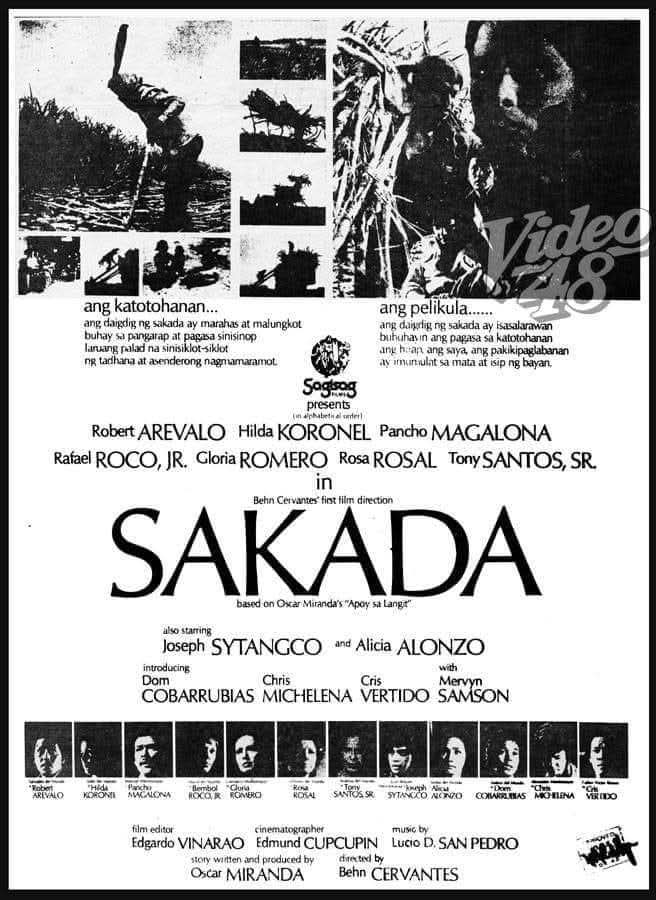 Video 48
ang katotohanan...
ang daigdig ng sakada ay marahas at malungkot
buhay sa pangarap at pagasa sinisinop
laruang palad na sinisiklot-siklot
ng tadhana at asenderong nagmamaramot.
ang pelikula......
ang daigdig ng sakada ay isasalarawan
bubuhayin ang pagasa sa katotohanan
ang ang saya, ang pakikipaglaban
ay imumulat sa mata at isip ng bayan.
Sagisag
FILMS
presents
(in alphabetical order)
Robert AREVALO Hilda KORONEL Pancho MAGALONA
Rafael ROCO, JR. Gloria ROMERO Rosa ROSAL Tony SANTOS, SR.
in
Behn Cervantes' first film direction
SAKADA
based on Oscar Miranda's "Apoy sa Langit"
also starring
Joseph SYTANGCO and Alicia ALONZO
introducing
Dom COBARRUBIAS
Chris MICHELENA
Cris VERTIDO
with
Mervyn SAMSON
"Robert AREVALO
"Hilda KORONEL
Pancho MAGALONA
"Bembol ROCO, JR.
"Gloria ROMERO
"Rosa ROSAL
"Tony SANTOS, SR.
"Joseph SYTANGCO
Alicia ALONZO
"Dom COBARRUBIAS
"Chris MICHELENA
"Cris VERTIDO
film editor
Edgardo VINARAO
cinematographer
Edmund CUPCUPIN
music by
Lucio D. SAN PEDRO
story written and produced by
Oscar MIRANDA
directed by
Behn CERVANTES